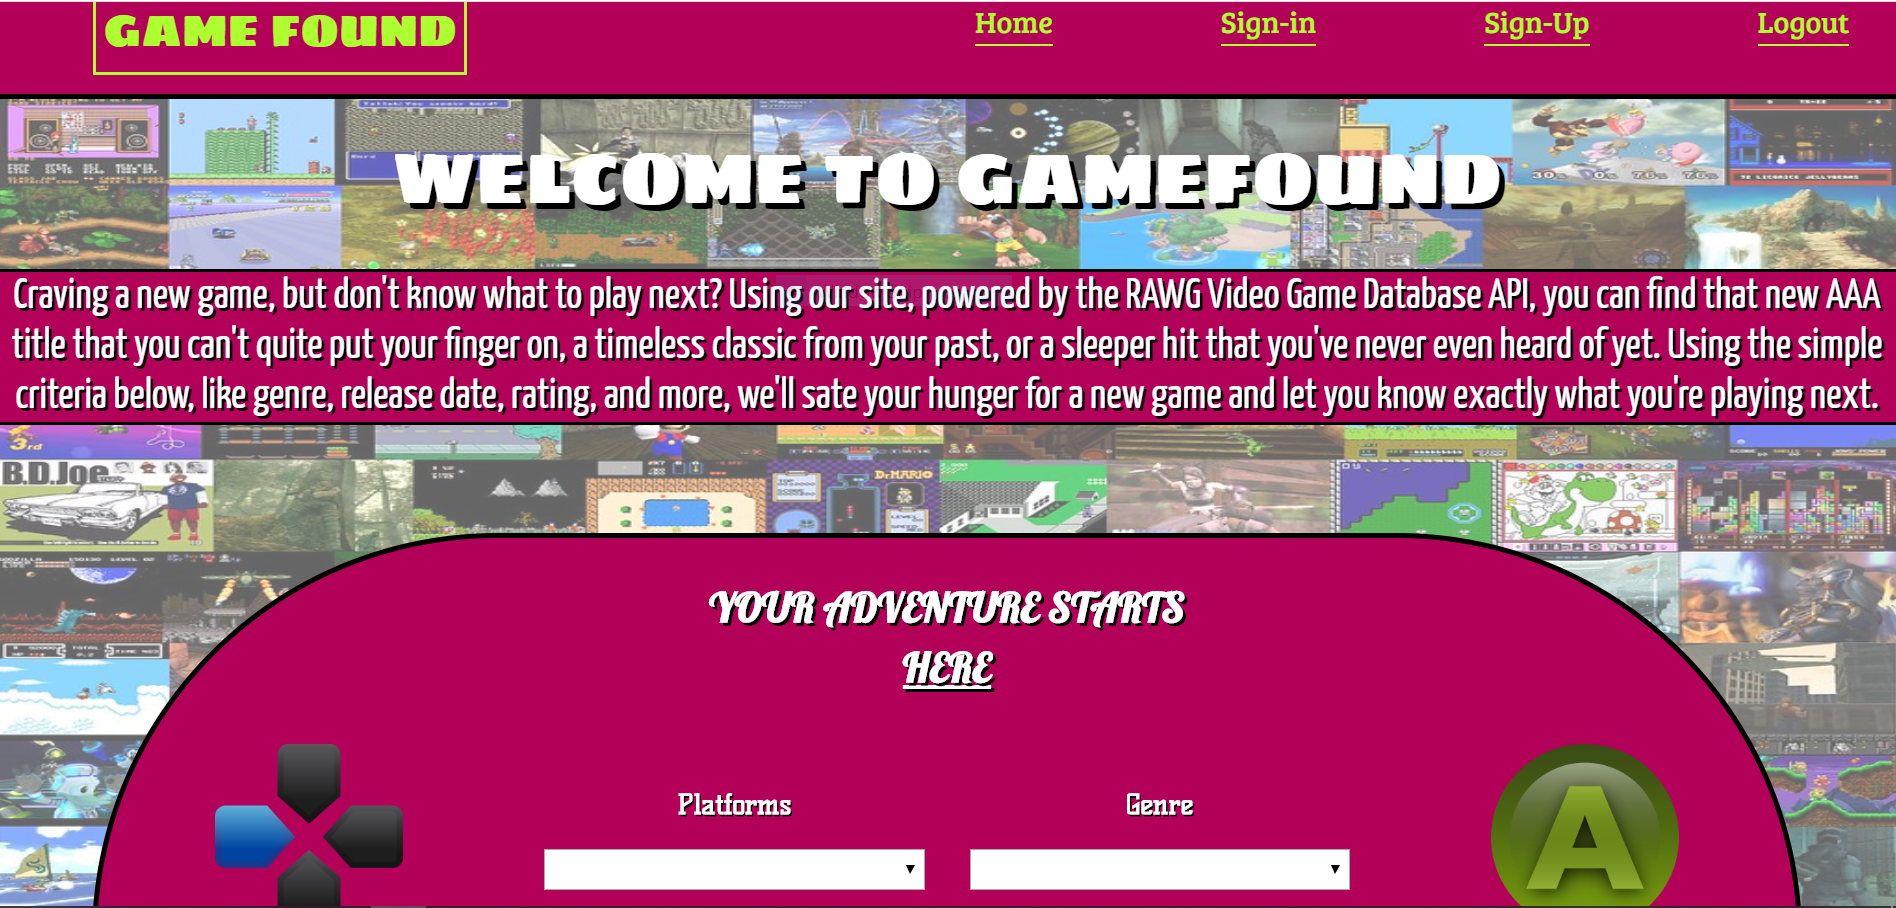 GAME FOUND
Home Sign-in Sign-Up Logout
WELCOME TO GAMEFOUND
Craving a new game, but don't know what to play next? Using our site, powered by the RAWG Video Game Database API, you can find that new AAA
title that you can't quite put your finger on, a timeless classic from your past, or a sleeper hit that you've never even heard of yet. Using the simple
criteria below, like genre, release date, rating, and more, we'll sate your hunger for a new game and let you know exactly what you're playing next.
3rd
B.D.Joe
Dr.MARIO
YOUR ADVENTURE STARTS
HERE
Platforms Genre
A